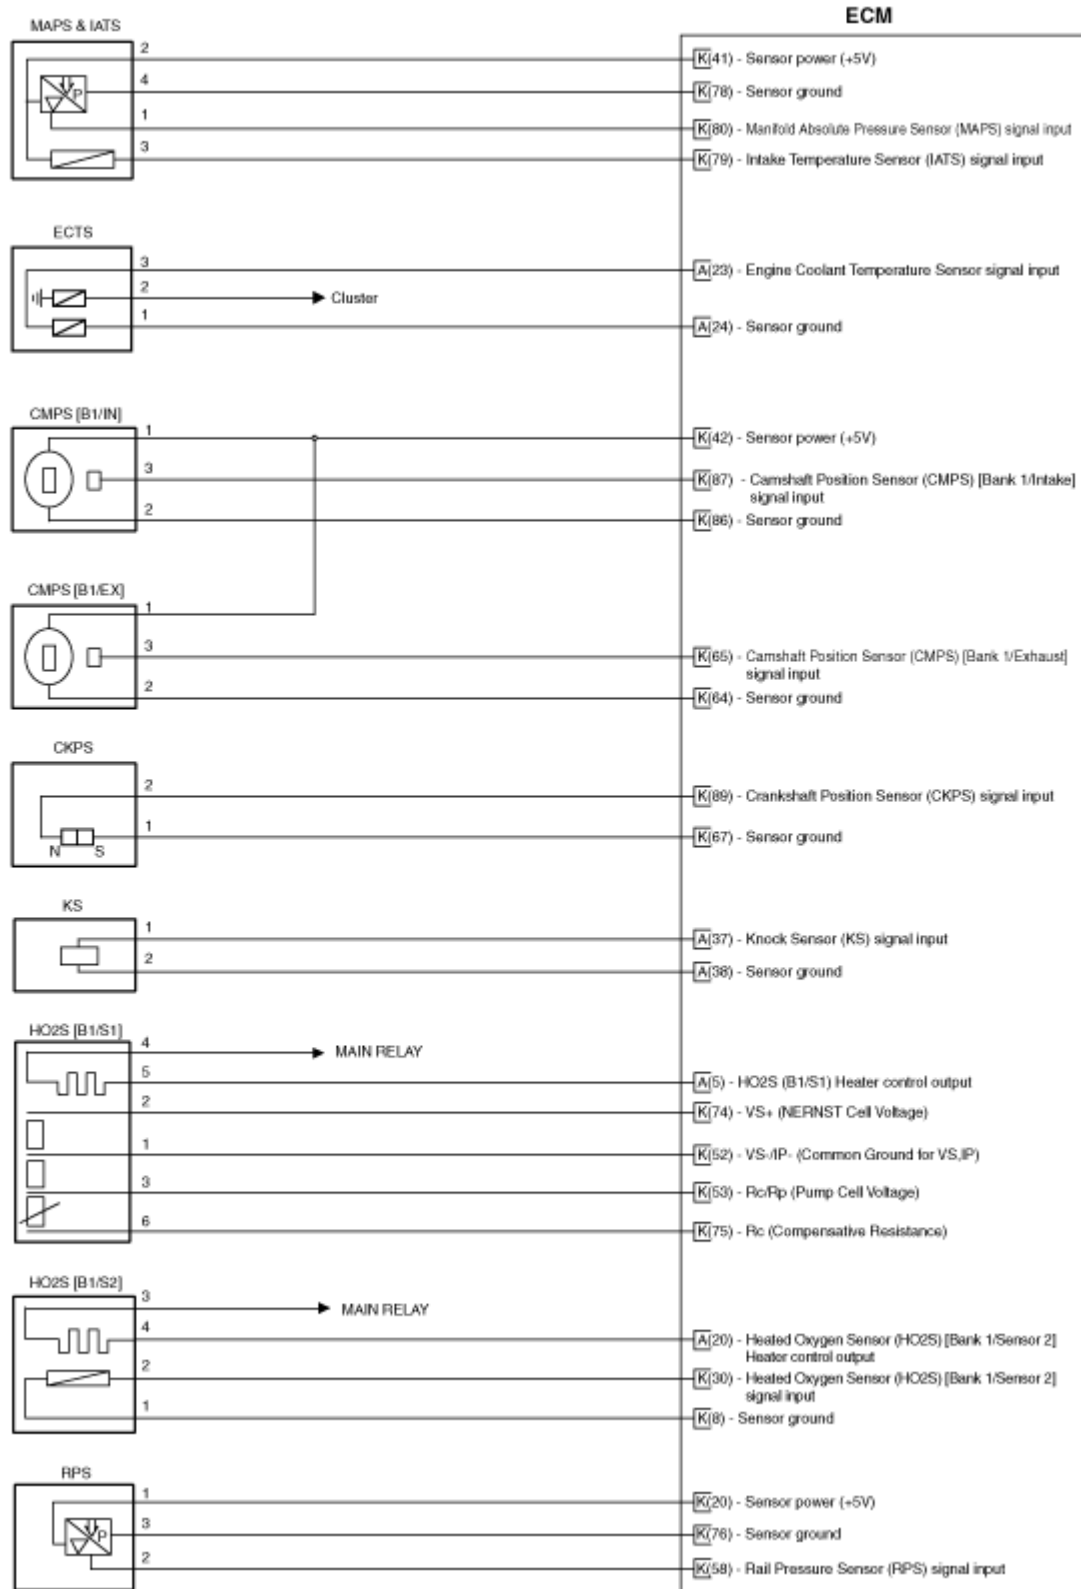 ECM
MAPS & IATS
2
K(41) - Sensor power (+5V)
4
P
K(78) - Sensor ground
1
K(80) - Manifold Absolute Pressure Sensor (MAPS) signal input
3
K(79) - Intake Temperature Sensor (IATS) signal input
ECTS
3
A(23) - Engine Coolant Temperature Sensor signal input
2
Cluster
1
A(24) - Sensor ground
CMPS [B1/IN]
1
K(42) - Sensor power (+5V)
3
K(87) - Camshaft Position Sensor (CMPS) [Bank 1/Intake]
signal input
2
K(86) - Sensor ground
CMPS [B1/EX]
1
3
K(65) - Camshaft Position Sensor (CMPS) [Bank 1/Exhaust]
signal input
2
K(64) - Sensor ground
CKPS
2
K(89) - Crankshaft Position Sensor (CKPS) signal input
1
K(67) - Sensor ground
N S
KS
1
A(37) - Knock Sensor (KS) signal input
2
A(38) - Sensor ground
HO2S [B1/S1]
4
MAIN RELAY
5
A(5) - HO2S (B1/S1) Heater control output
2
K(74) - VS+ (NERNST Cell Voltage)
1
K(52) - VS-/IP- (Common Ground for VS,IP)
3
K(53) - Rc/Rp (Pump Cell Voltage)
6
K(75) - Rc (Compensative Resistance)
HO2S [B1/S2]
3
MAIN RELAY
4
A(20) - Heated Oxygen Sensor (HO2S) [Bank 1/Sensor 2]
Heater control output
2
K(30) - Heated Oxygen Sensor (HO2S) [Bank 1/Sensor 2]
signal input
1
K(8) - Sensor ground
RPS
1
K(20) - Sensor power (+5V)
3
P
K(76) - Sensor ground
2
K(58) - Rail Pressure Sensor (RPS) signal input